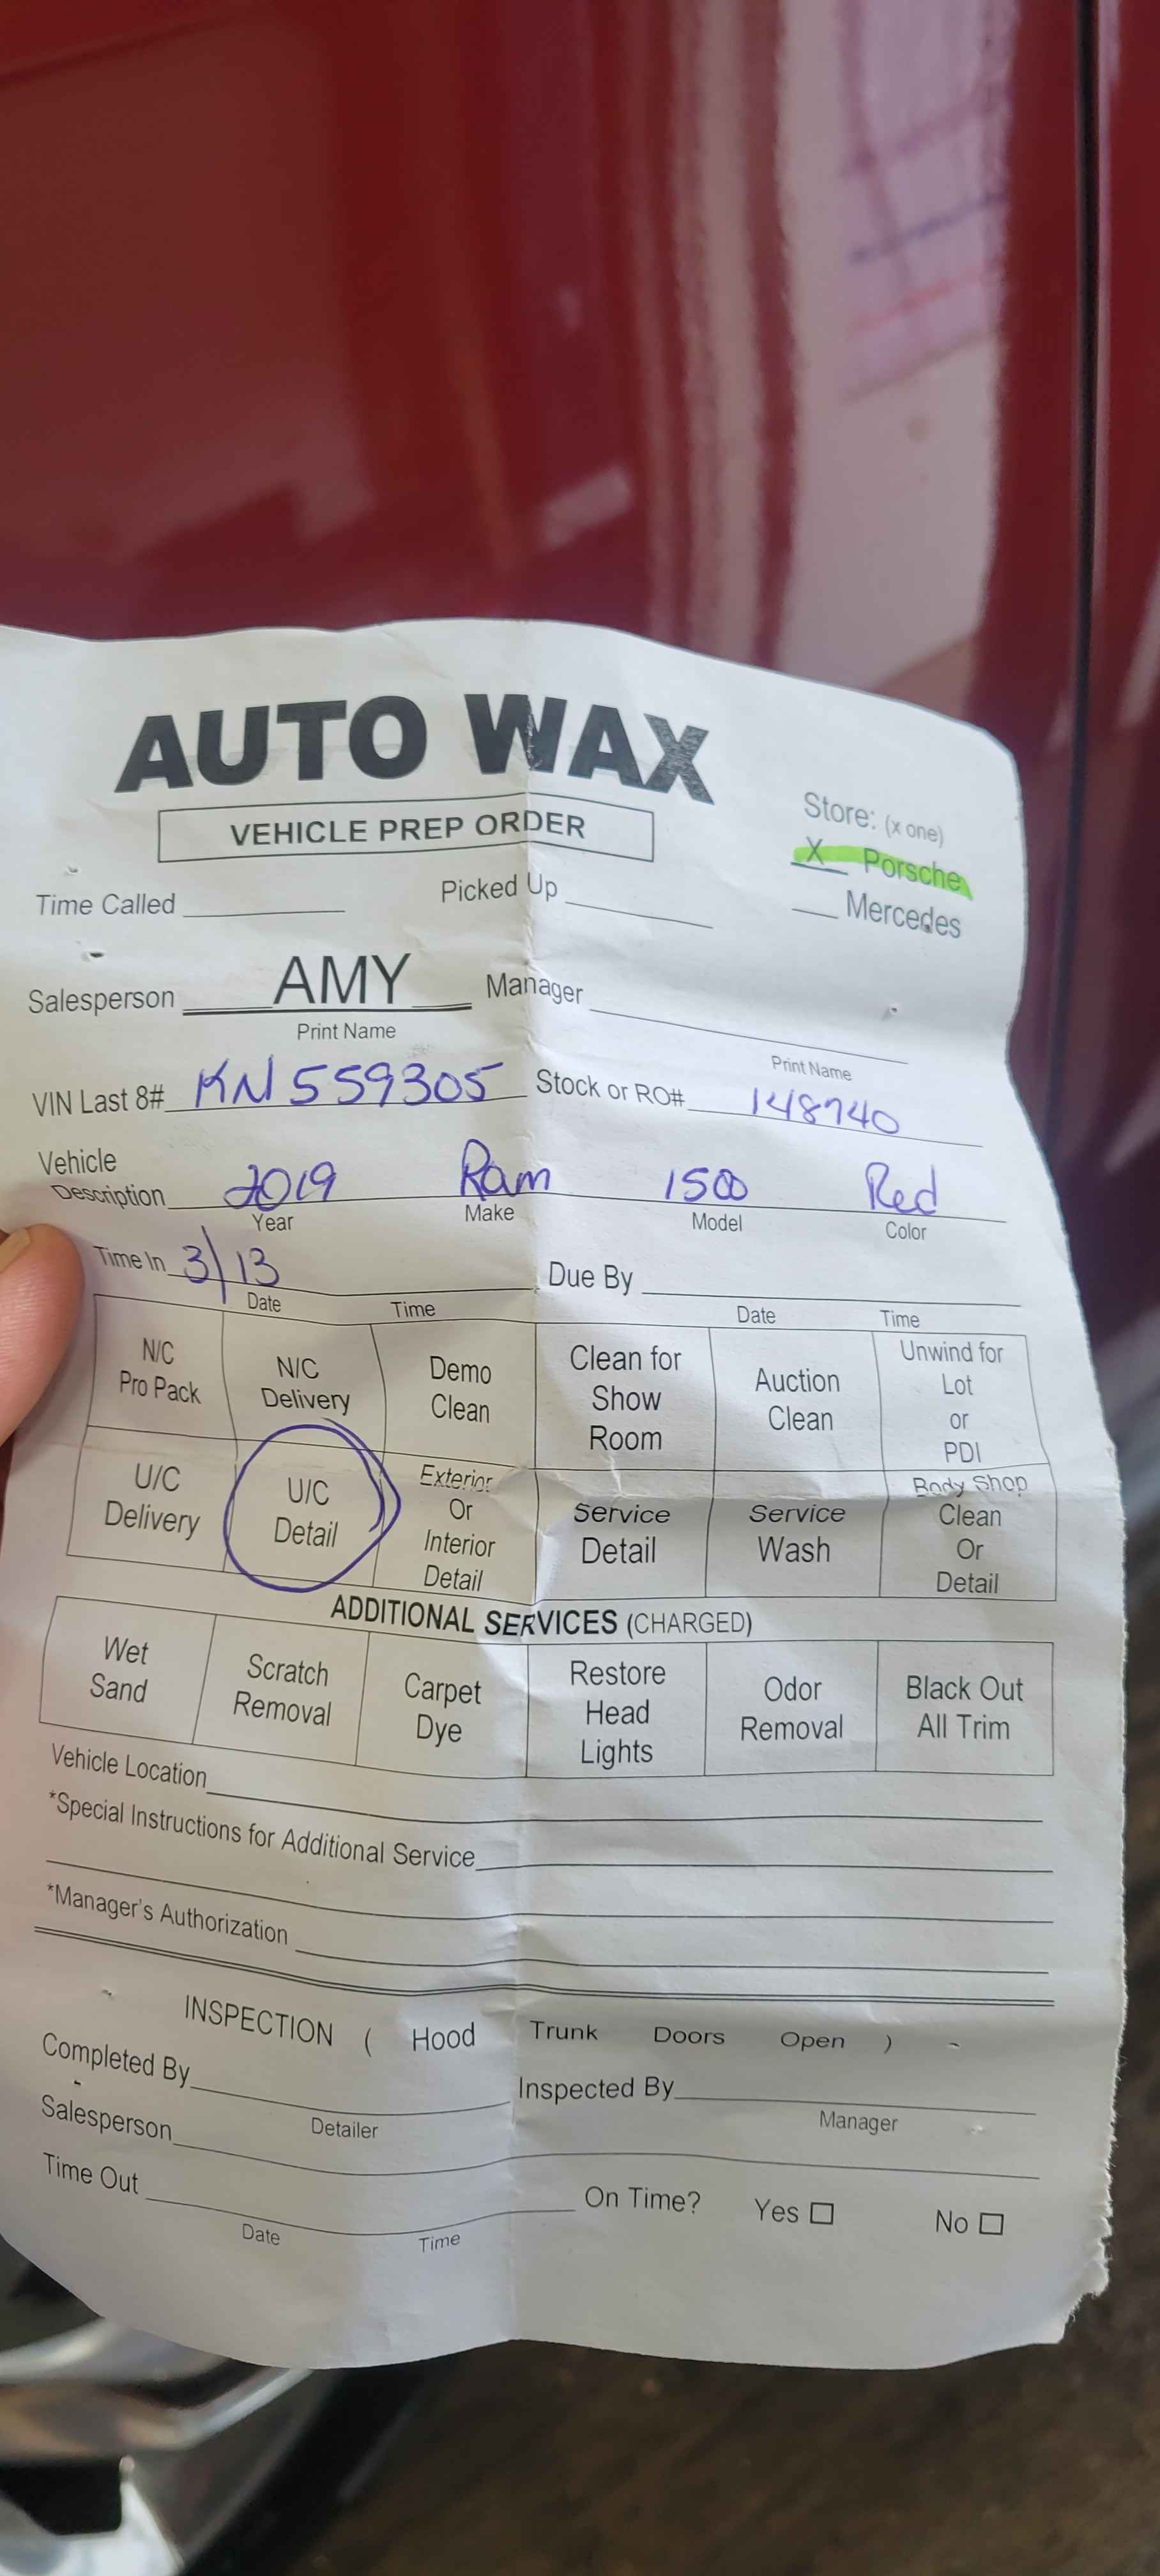 AUTO WAX
VEHICLE PREP ORDER
Store: (x one)
X Porsche
Mercedes
Time Called
Picked Up
Salesperson AMY Manager
Print Name
Print Name
VIN Last 8# KN559305 Stock or RO# 148740
Vehicle
Description 2019 Ram 1500 Red
Year Make Model Color
Time In 3/13 Due By
Date Time Date Time
N/C
Pro Pack
N/C
Delivery
Demo
Clean
Clean for
Show
Room
Auction
Clean
Unwind for
Lot
or
PDI
U/C
Delivery
U/C
Detail
Exterior
Or
Interior
Detail
Service
Detail
Service
Wash
Body Shop
Clean
Or
Detail
ADDITIONAL SERVICES (CHARGED)
Wet
Sand
Scratch
Removal
Carpet
Dye
Restore
Head
Lights
Odor
Removal
Black Out
All Trim
Vehicle Location
*Special Instructions for Additional Service
*Manager's Authorization
INSPECTION ( Hood Trunk Doors Open )
Completed By
Detailer
Inspected By
Manager
Salesperson
Time Out
Date Time
On Time? Yes ☐ No ☐